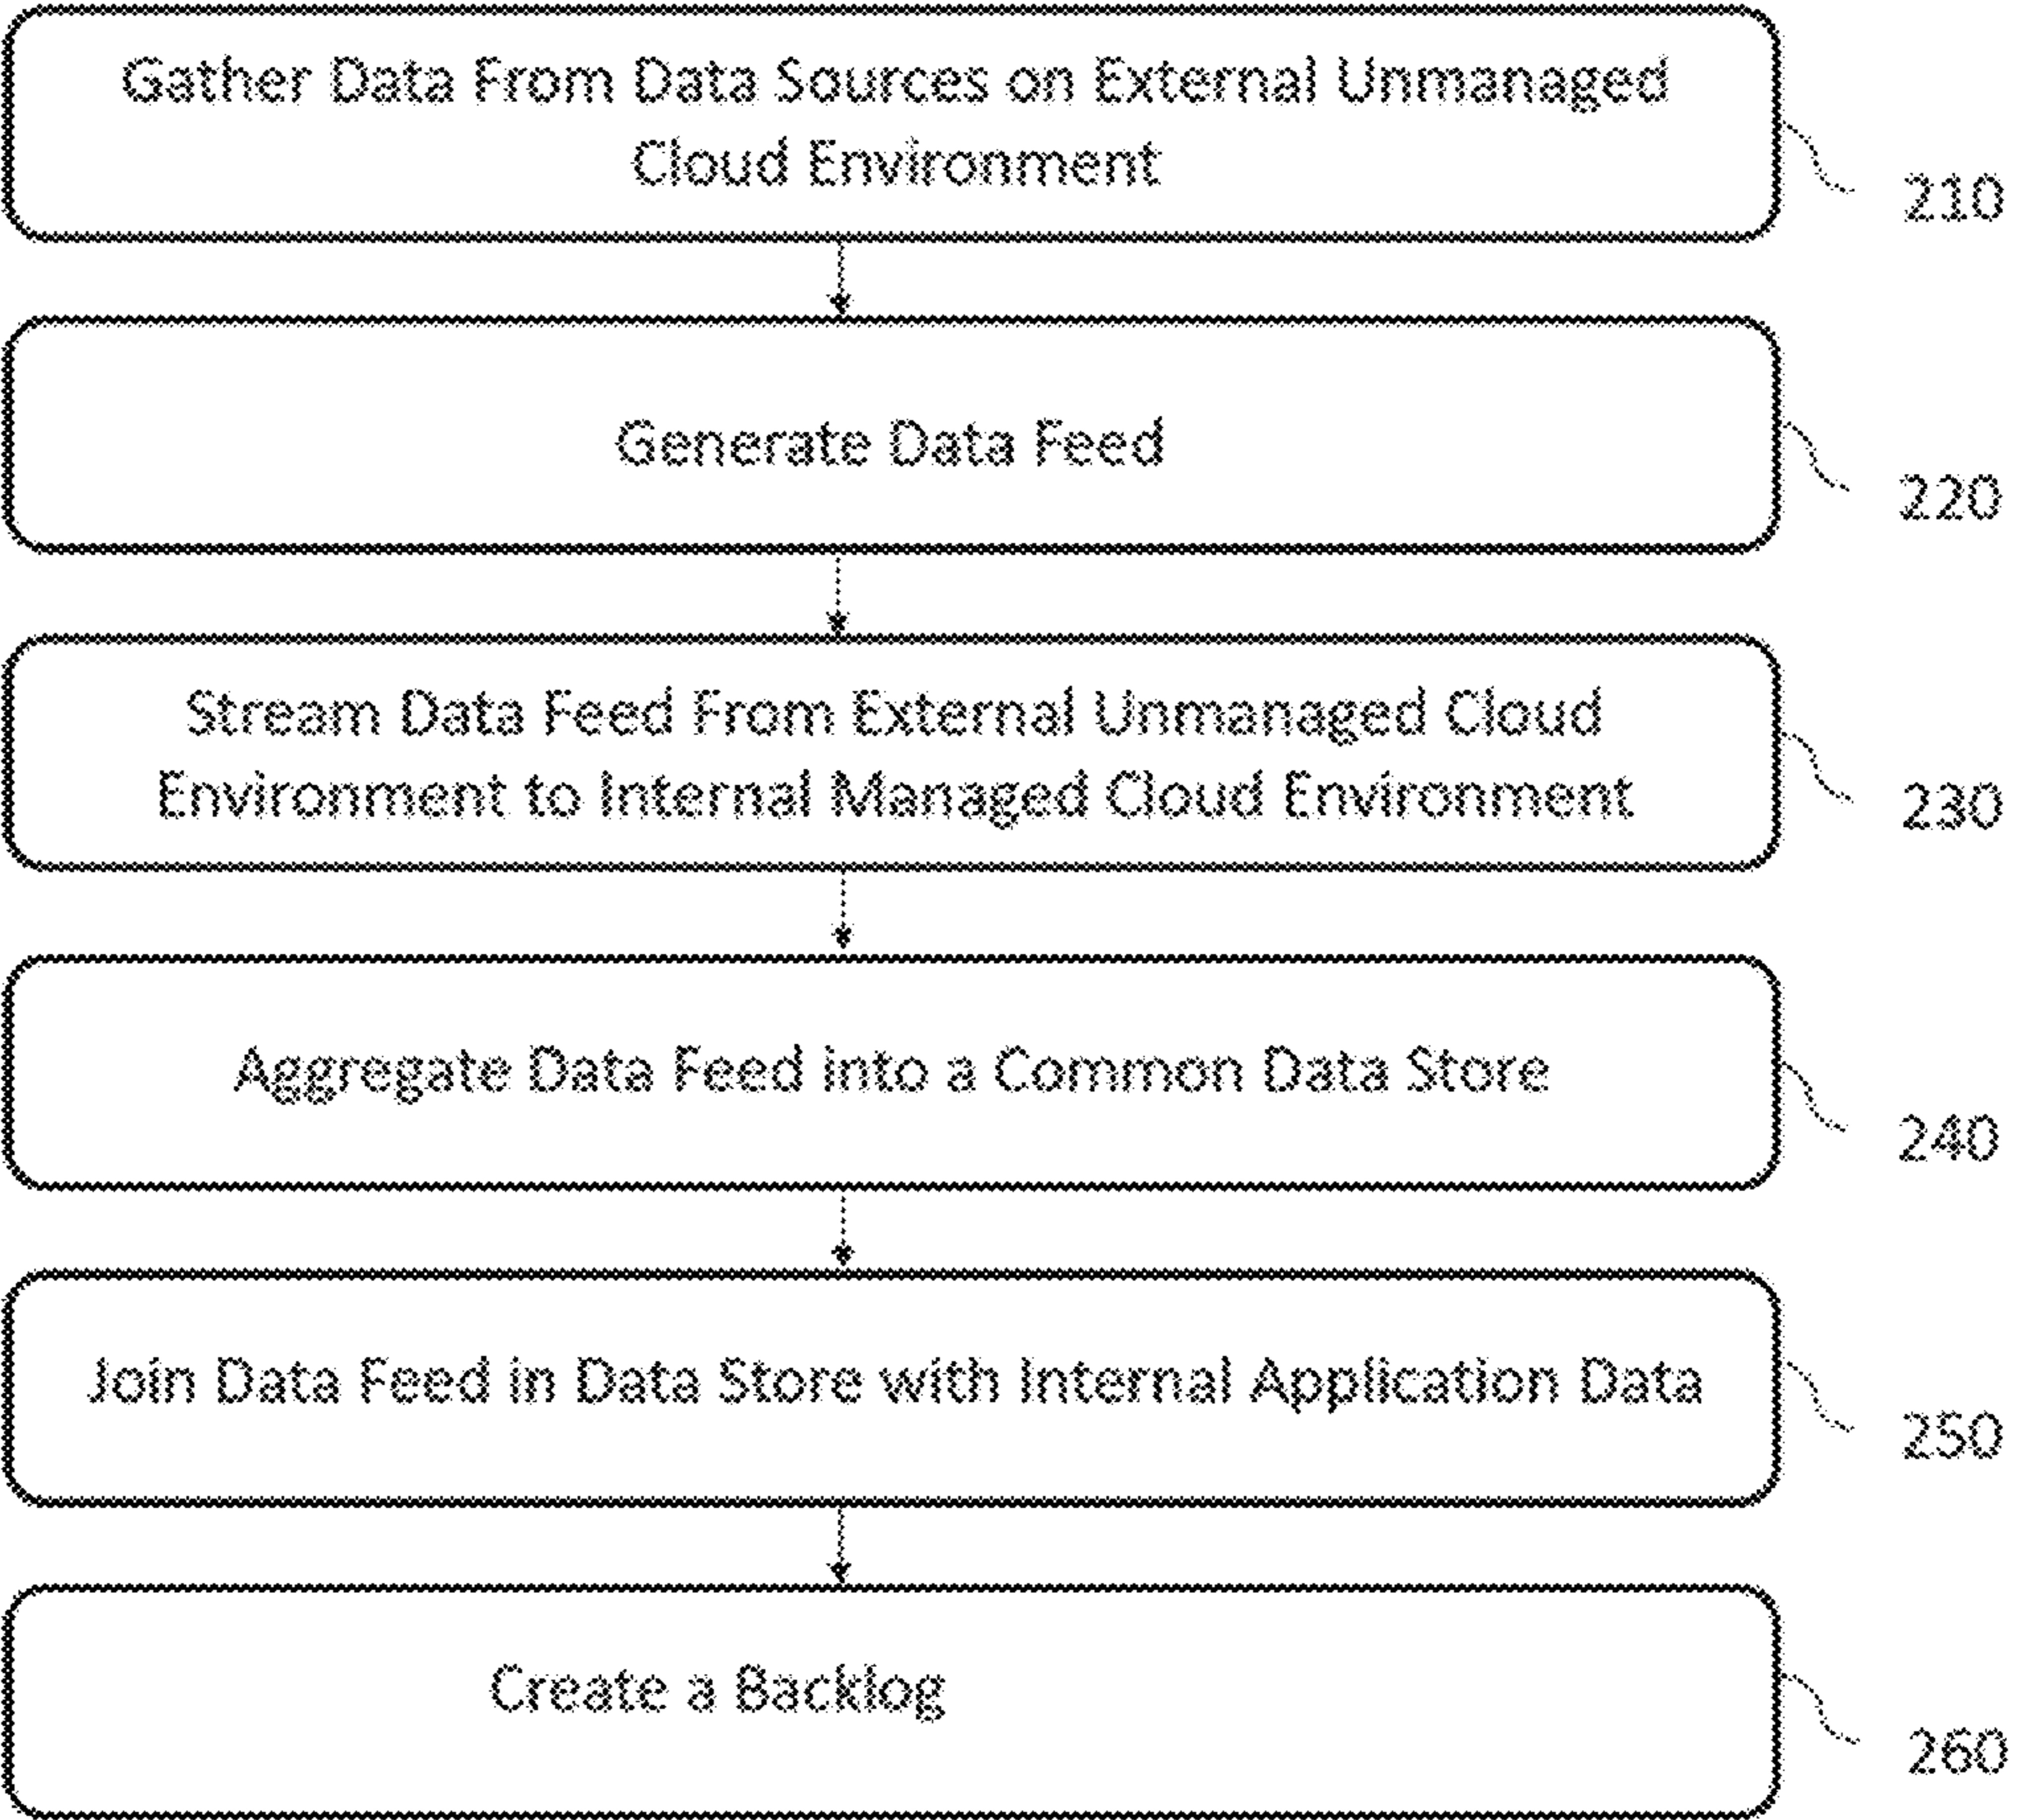 Gather Data From Data Sources on External Unmanaged
Cloud Environment
210
Generate Data Feed
220
Stream Data Feed From External Unmanaged Cloud
Environment to Internal Managed Cloud Environment
230
Aggregate Data Feed into a Common Data Store
240
Join Data Feed in Data Store with Internal Application Data
250
Create a Backlog
260